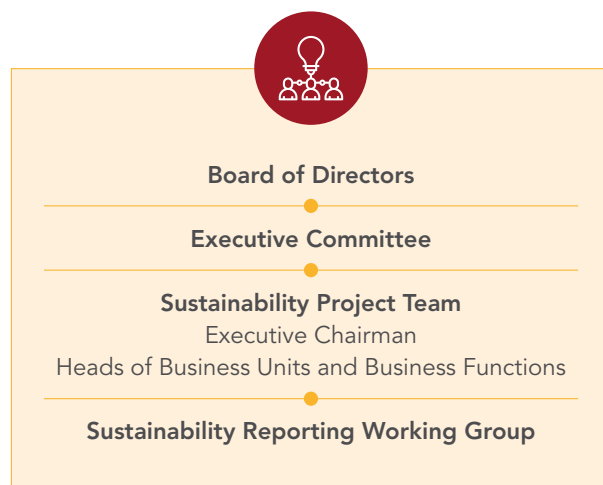 Board of Directors
Executive Committee
Sustainability Project Team
Executive Chairman
Heads of Business Units and Business Functions
Sustainability Reporting Working Group